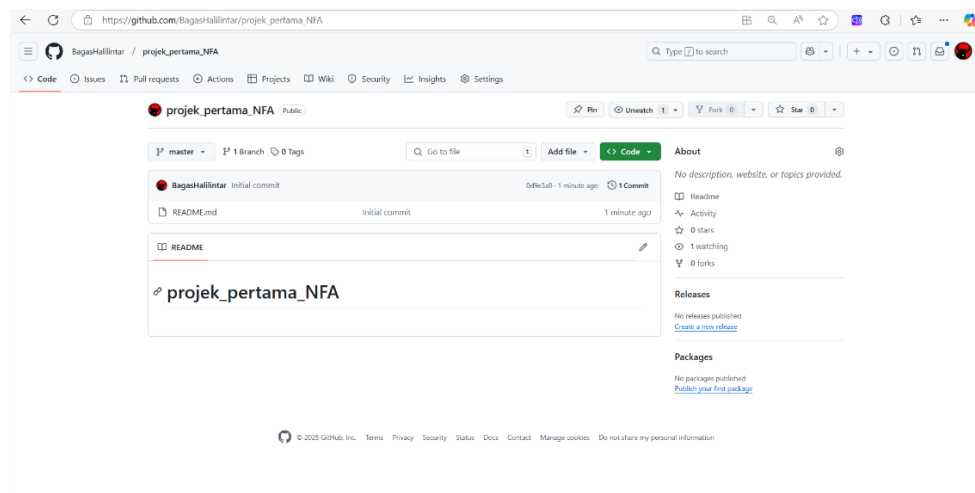 https://github.com/BagasHalilintar/projek_pertama_NFA
BagasHalilintar / projek_pertama_NFA
Type / to search
Code Issues Pull requests Actions Projects Wiki Security Insights Settings
projek_pertama_NFA Public
Pin Unwatch 1 Fork 0 Star 0
master 1 Branch 0 Tags Go to file t Add file Code
BagasHalilintar Initial commit 0d9e3a8 · 1 minute ago 1 Commit
README.md Initial commit 1 minute ago
README
projek_pertama_NFA
About
No description, website, or topics provided.
Readme
Activity
0 stars
1 watching
0 forks
Releases
No releases published
Create a new release
Packages
No packages published
Publish your first package
© 2025 GitHub, Inc. Terms Privacy Security Status Docs Contact Manage cookies Do not share my personal information